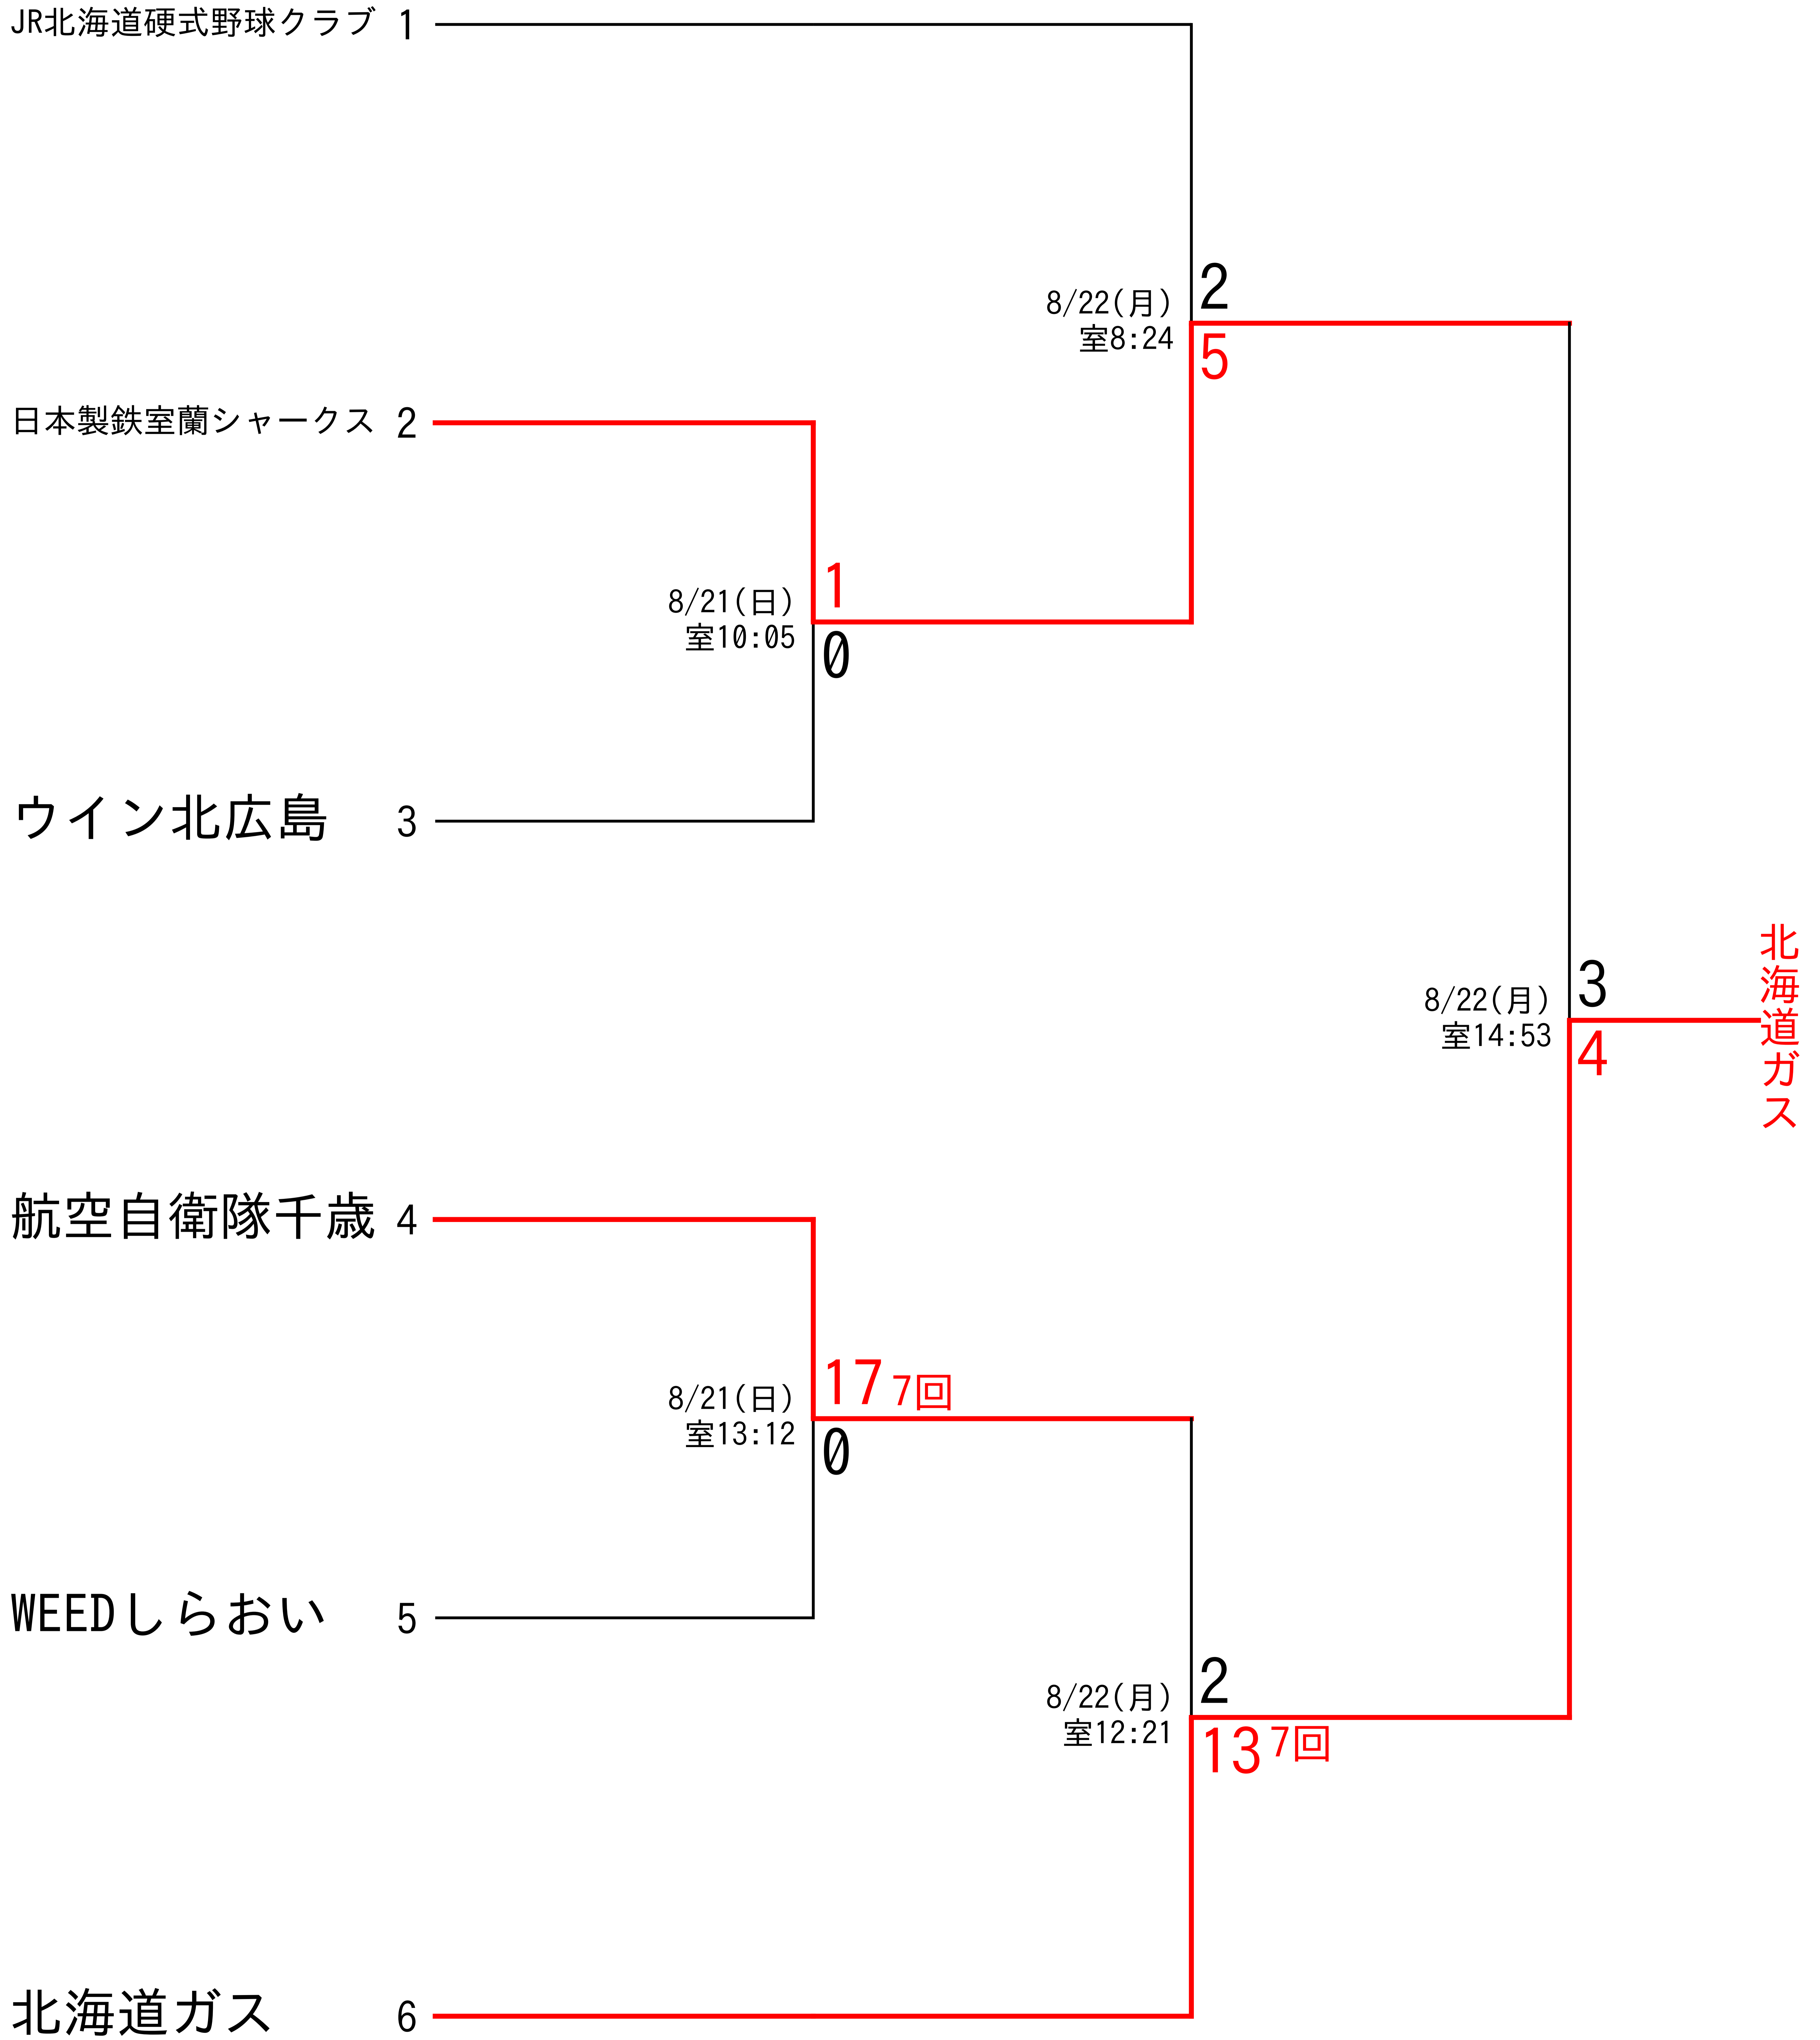 JR北海道硬式野球クラブ 1
2
8/22(月)
室8:24
5
日本製鉄室蘭シャークス 2
1
8/21(日)
室10:05
0
ウイン北広島 3
北海道ガス
3
8/22(月)
室14:53
4
航空自衛隊千歳 4
17 7回
8/21(日)
室13:12
0
WEEDしらおい 5
2
8/22(月)
室12:21
13 7回
北海道ガス 6